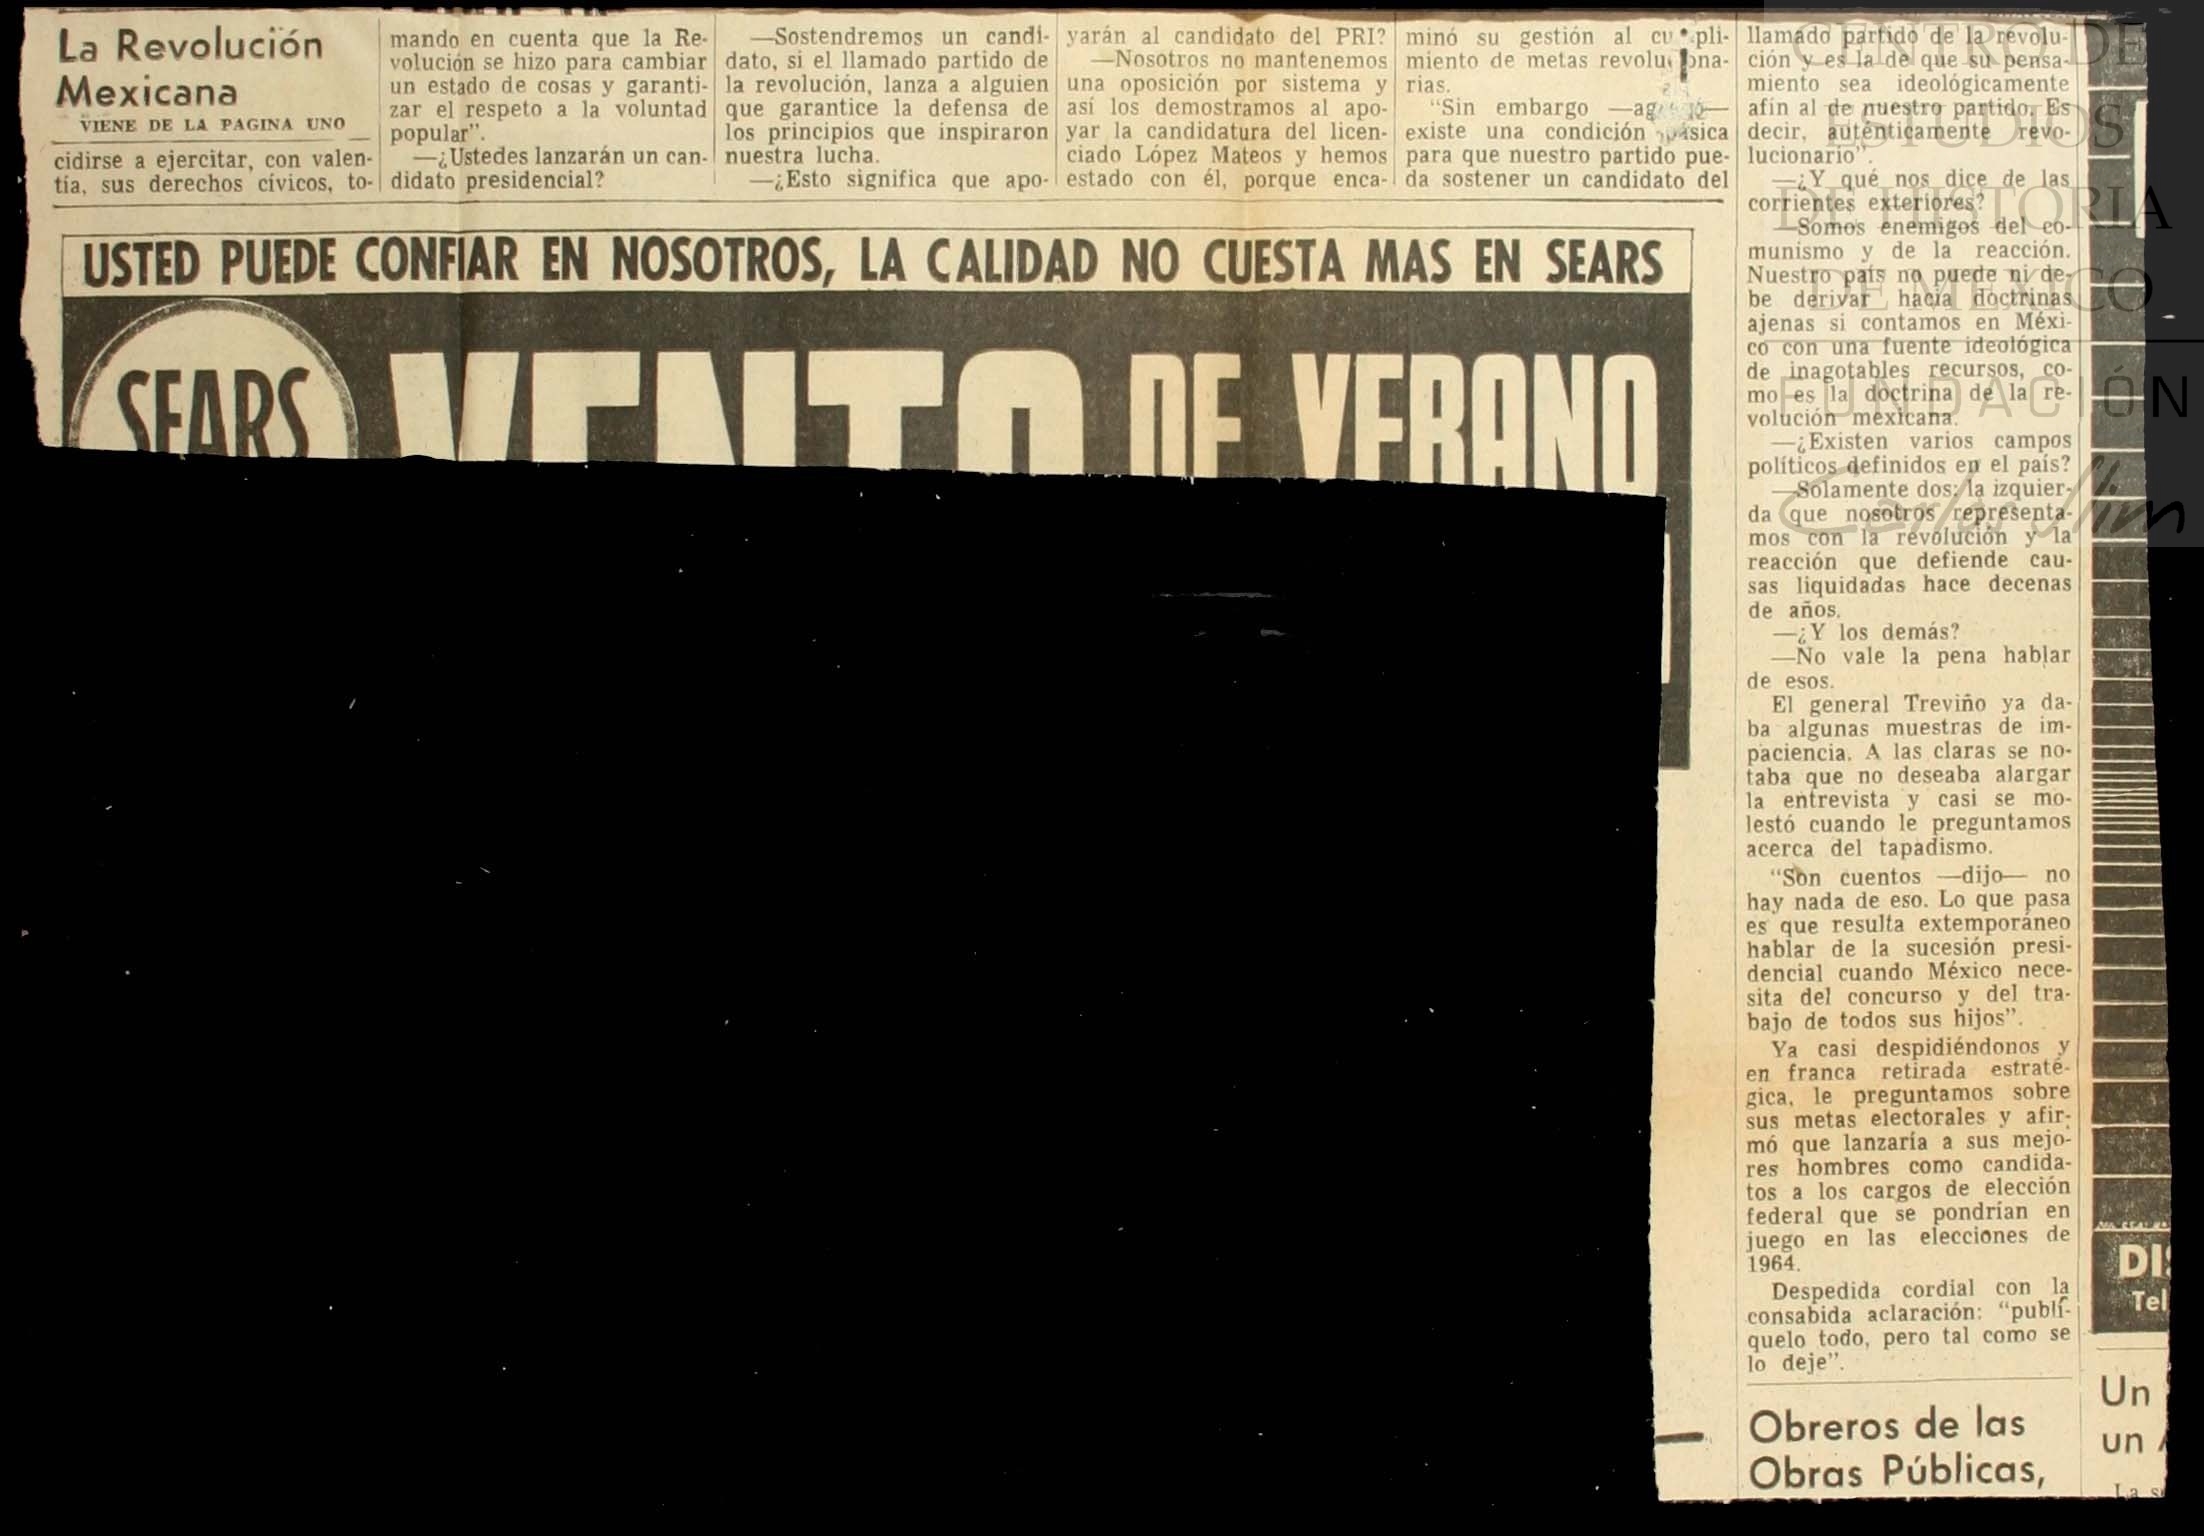 La Revolución
Mexicana
VIENE DE LA PAGINA UNO
cidirse a ejercitar, con valen-
tía, sus derechos cívicos, to-
mando en cuenta que la Re-
volución se hizo para cambiar
un estado de cosas y garanti-
zar el respeto a la voluntad
popular".
—¿Ustedes lanzarán un can-
didato presidencial?
—Sostendremos un candi-
dato, si el llamado partido de
la revolución, lanza a alguien
que garantice la defensa de
los principios que inspiraron
nuestra lucha.
—¿Esto significa que apo-
yarán al candidato del PRI?
—Nosotros no mantenemos
una oposición por sistema y
así los demostramos al apo-
yar la candidatura del licen-
ciado López Mateos y hemos
estado con él, porque enca-
minó su gestión al
miento de metas
rias.
"Sin embargo
existe una condición
para que nuestro partido pue-
da sostener un candidato del
llamado partido de la revolu-
ción y es la de que su pensa-
miento sea ideológicamente
afín al de nuestro partido. Es
decir, auténticamente revo-
lucionario".
—¿Y qué nos dice de las
corrientes exteriores?
—Somos enemigos del co-
munismo y de la reacción.
Nuestro país no puede ni de-
be derivar hacia doctrinas
ajenas si contamos en Méxi-
co con una fuente ideológica
de inagotables recursos, co-
mo es la doctrina de la re-
volución mexicana.
—¿Existen varios campos
políticos definidos en el país?
—Solamente dos: la izquier-
da que nosotros representa-
mos con la revolución y la
reacción que defiende cau-
sas liquidadas hace decenas
de años.
—¿Y los demás?
—No vale la pena hablar
de esos.
El general Treviño ya da-
ba algunas muestras de im-
paciencia. A las claras se no-
taba que no deseaba alargar
la entrevista y casi se mo-
lestó cuando le preguntamos
acerca del tapadismo.
"Son cuentos —dijo— no
hay nada de eso. Lo que pasa
es que resulta extemporáneo
hablar de la sucesión presi-
dencial cuando México nece-
sita del concurso y del tra-
bajo de todos sus hijos".
Ya casi despidiéndonos y
en franca retirada estraté-
gica, le preguntamos sobre
sus metas electorales y afir-
mó que lanzaría a sus mejo-
res hombres como candida-
tos a los cargos de elección
federal que se pondrían en
juego en las elecciones de
1964.
Despedida cordial con la
consabida aclaración: "publí-
quelo todo, pero tal como se
lo deje".
Obreros de las
Obras Públicas,
USTED PUEDE CONFIAR EN NOSOTROS, LA CALIDAD NO CUESTA MAS EN SEARS
SEARS
VENTA DE VERANO
Tel
Un
un
La
CENTRO DE
ESTUDIOS
DE HISTORIA
DE MEXICO
FUNDACIÓN
Carlos Slim